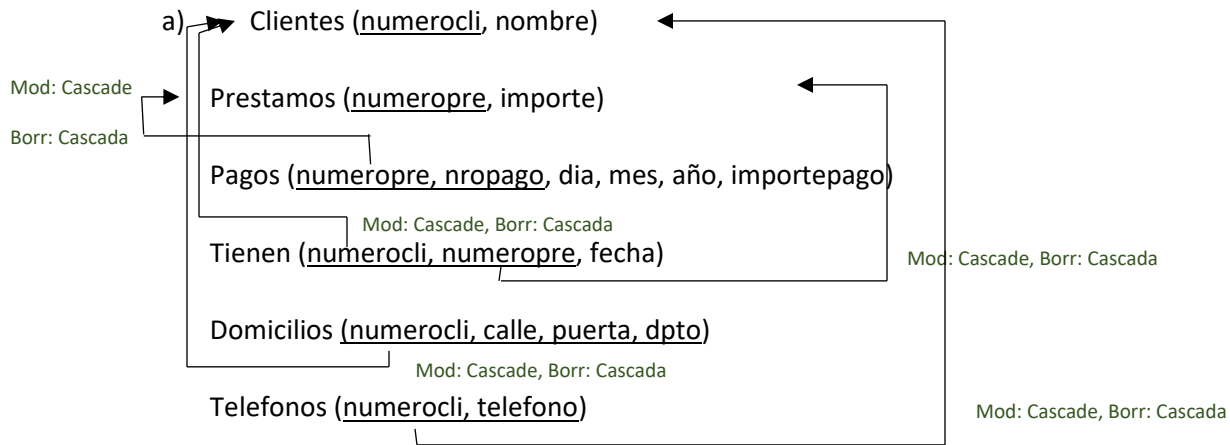 a) Clientes (numerocli, nombre)
Mod: Cascade
Prestamos (numeropre, importe)
Borr: Cascada
Pagos (numeropre, nropago, dia, mes, año, importepago)
Mod: Cascade, Borr: Cascada
Tienen (numerocli, numeropre, fecha)
Mod: Cascade, Borr: Cascada
Domicilios (numerocli, calle, puerta, dpto)
Mod: Cascade, Borr: Cascada
Telefonos (numerocli, telefono)
Mod: Cascade, Borr: Cascada